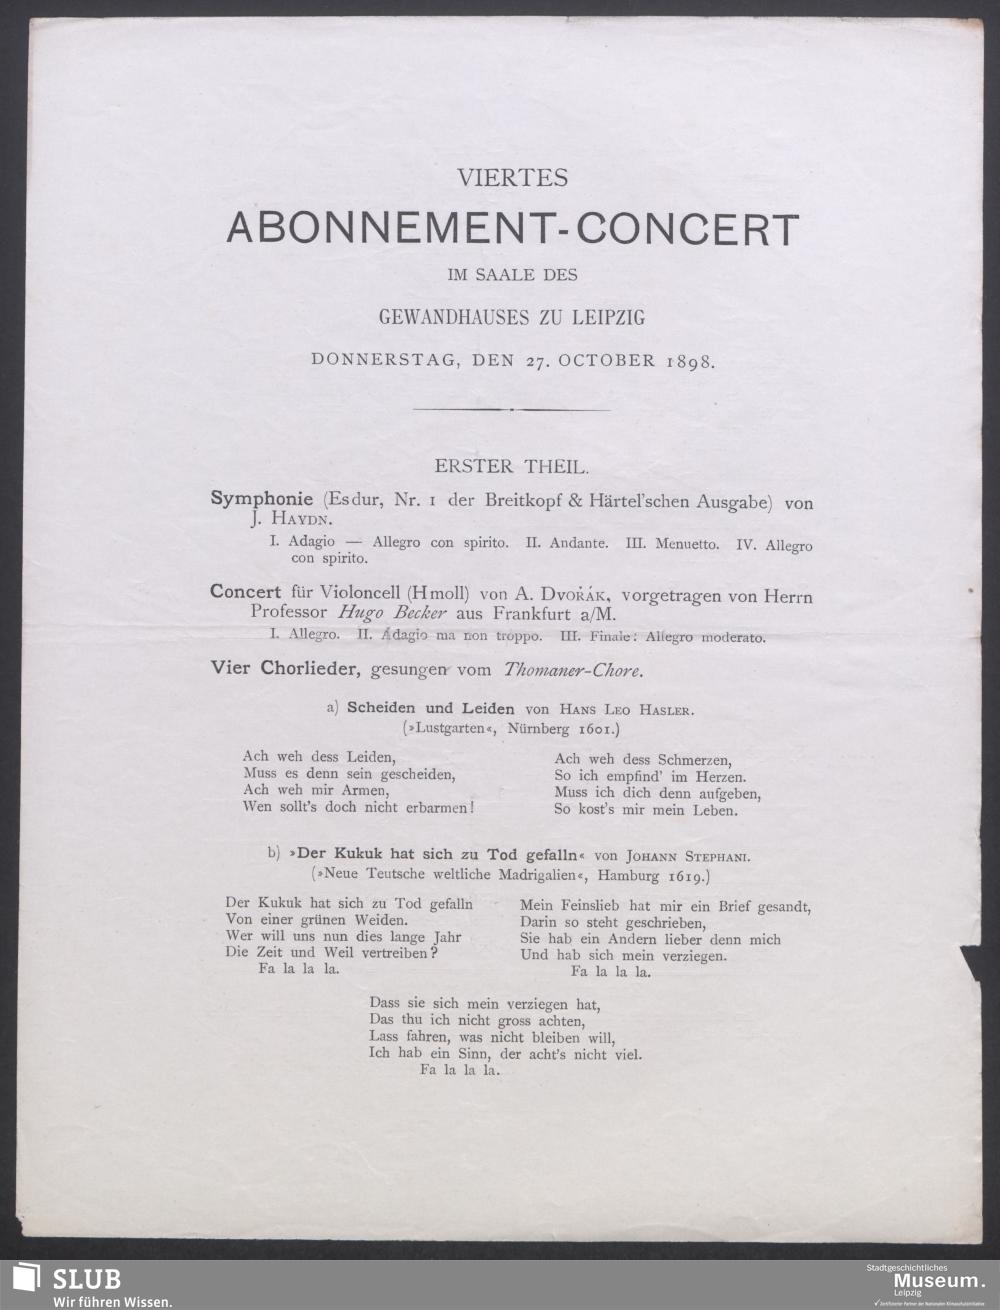 VIERTES
ABONNEMENT-CONCERT
IM SAALE DES
GEWANDHAUSES ZU LEIPZIG
DONNERSTAG, DEN 27. OCTOBER 1898.
ERSTER THEIL.
Symphonie (Es dur, Nr. 1 der Breitkopf & Härtel'schen Ausgabe) von
J. HAYDN.
I. Adagio — Allegro con spirito. II. Andante. III. Menuetto. IV. Allegro
con spirito.
Concert für Violoncell (H moll) von A. DVOŘÁK, vorgetragen von Herrn
Professor Hugo Becker aus Frankfurt a/M.
I. Allegro. II. Adagio ma non troppo. III. Finale: Allegro moderato.
Vier Chorlieder, gesungen vom Thomaner-Chore.
a) Scheiden und Leiden von HANS LEO HASLER.
(»Lustgarten«, Nürnberg 1601.)
Ach weh dess Leiden,
Muss es denn sein gescheiden,
Ach weh mir Armen,
Wen sollt's doch nicht erbarmen!
Ach weh dess Schmerzen,
So ich empfind' im Herzen.
Muss ich dich denn aufgeben,
So kost's mir mein Leben.
b) »Der Kukuk hat sich zu Tod gefalln« von JOHANN STEPHANI.
(»Neue Teutsche weltliche Madrigalien«, Hamburg 1619.)
Der Kukuk hat sich zu Tod gefalln
Von einer grünen Weiden.
Wer will uns nun dies lange Jahr
Die Zeit und Weil vertreiben?
Fa la la la.
Mein Feinslieb hat mir ein Brief gesandt,
Darin so steht geschrieben,
Sie hab ein Andern lieber denn mich
Und hab sich mein verziegen.
Fa la la la.
Dass sie sich mein verziegen hat,
Das thu ich nicht gross achten,
Lass fahren, was nicht bleiben will,
Ich hab ein Sinn, der acht's nicht viel.
Fa la la la.
SLUB
Wir führen Wissen.
Stadtgeschichtliches
Museum.
Leipzig
Zertifizierter Partner der Nationalen Klimaschutzinitiative